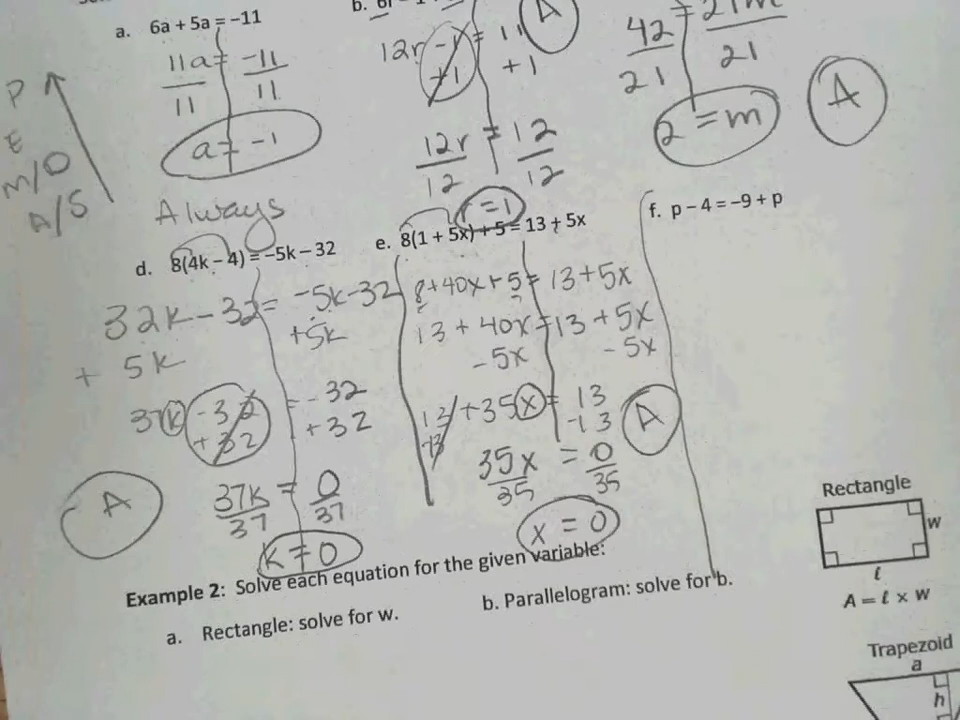 a. 6a + 5a = -11
11a = -11
11 11
a = -1
b.
12r - 1 = 11
+1 +1
12r = 12
12 12
r = 1
A
42 = 21m
21 21
2 = m
A
P
E
M/D
A/S
Always
d. 8(4k - 4) = -5k - 32
32k - 32 = -5k - 32
+ 5k +5k
37k - 32 = -32
+ 32 + 32
37k = 0
37 37
k = 0
A
e. 8(1 + 5x) + 5 = 13 + 5x
8 + 40x + 5 = 13 + 5x
13 + 40x = 13 + 5x
- 5x - 5x
13 + 35x = 13
-13 -13
35x = 0
35 35
x = 0
A
f. p - 4 = -9 + p
Example 2: Solve each equation for the given variable:
a. Rectangle: solve for w.
b. Parallelogram: solve for b.
Rectangle
w
ℓ
A = ℓ x w
Trapezoid
a
h